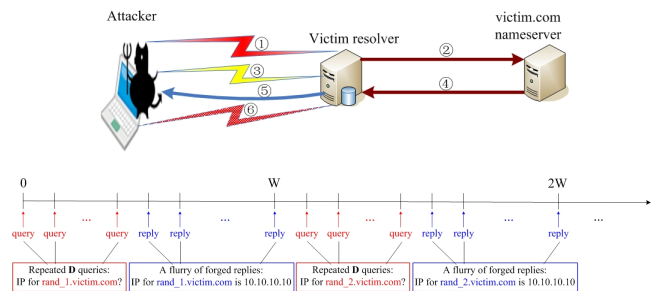 Attacker
Victim resolver
victim.com
nameserver
①
②
③
④
⑤
⑥
0
W
2W
... ... ... ... ...
query query query reply reply reply query query query reply reply reply
Repeated D queries:
IP for rand_1.victim.com?
A flurry of forged replies:
IP for rand_1.victim.com is 10.10.10.10
Repeated D queries:
IP for rand_2.victim.com?
A flurry of forged replies:
IP for rand_2.victim.com is 10.10.10.10